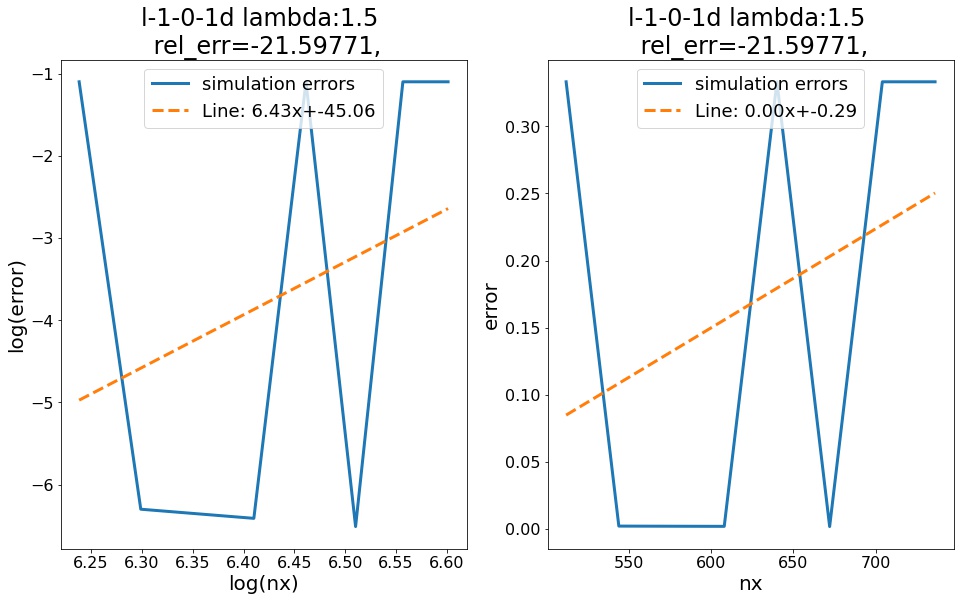 l-1-0-1d lambda:1.5
rel_err=-21.59771,
simulation errors
Line: 6.43x+-45.06
−1
−2
−3
−4
−5
−6
log(error)
6.25
6.30
6.35
6.40
6.45
6.50
6.55
6.60
log(nx)
l-1-0-1d lambda:1.5
rel_err=-21.59771,
simulation errors
Line: 0.00x+-0.29
0.30
0.25
0.20
0.15
0.10
0.05
0.00
error
550
600
650
700
nx